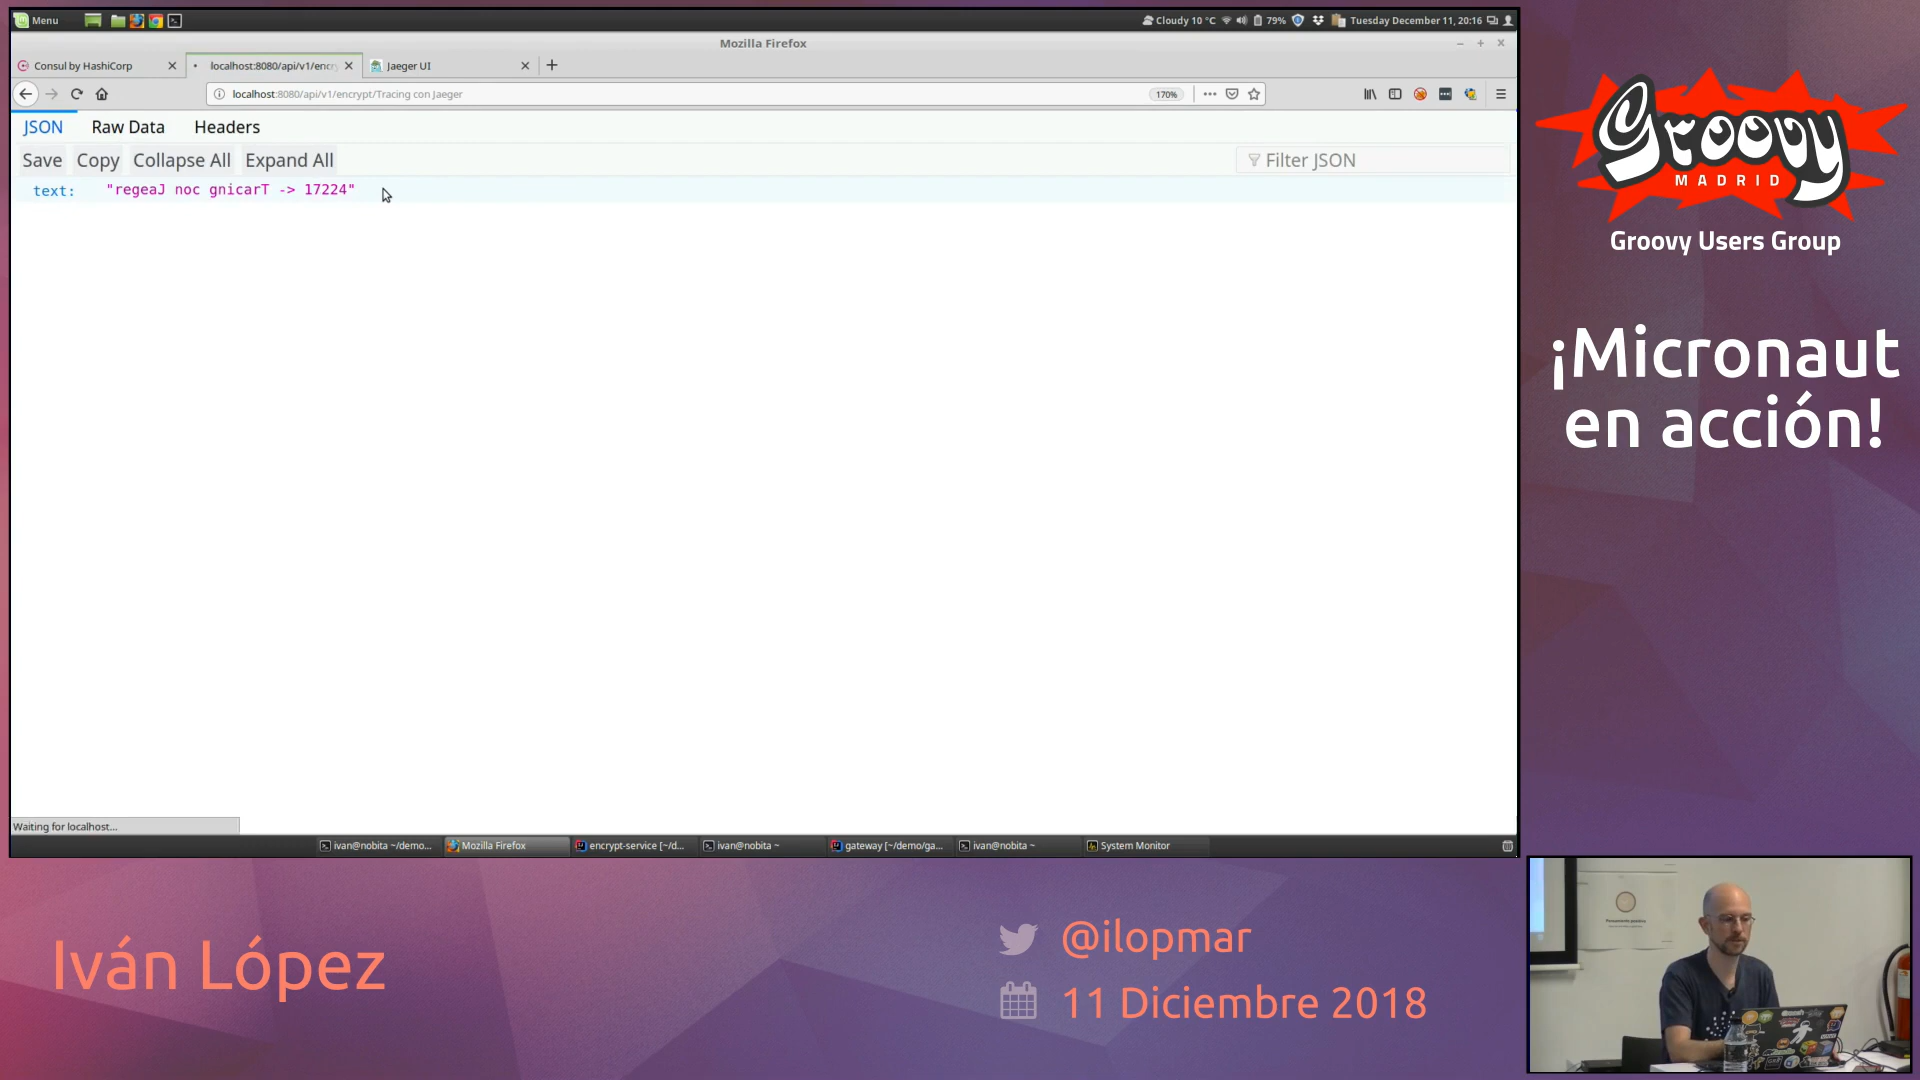 Menu
Cloudy 10 °C
79%
Tuesday December 11, 20:16
Mozilla Firefox
Consul by HashiCorp
localhost:8080/api/v1/encr
Jaeger UI
localhost:8080/api/v1/encrypt/Tracing con Jaeger
170%
JSON
Raw Data
Headers
Save
Copy
Collapse All
Expand All
Filter JSON
text: "regeaJ noc gnicarT -> 17224"
Waiting for localhost...
ivan@nobita ~/demo...
Mozilla Firefox
encrypt-service [~/d...
ivan@nobita ~
gateway [~/demo/ga...
ivan@nobita ~
System Monitor
Groovy
MADRID
Groovy Users Group
¡Micronaut
en acción!
Iván López
@ilopmar
11 Diciembre 2018